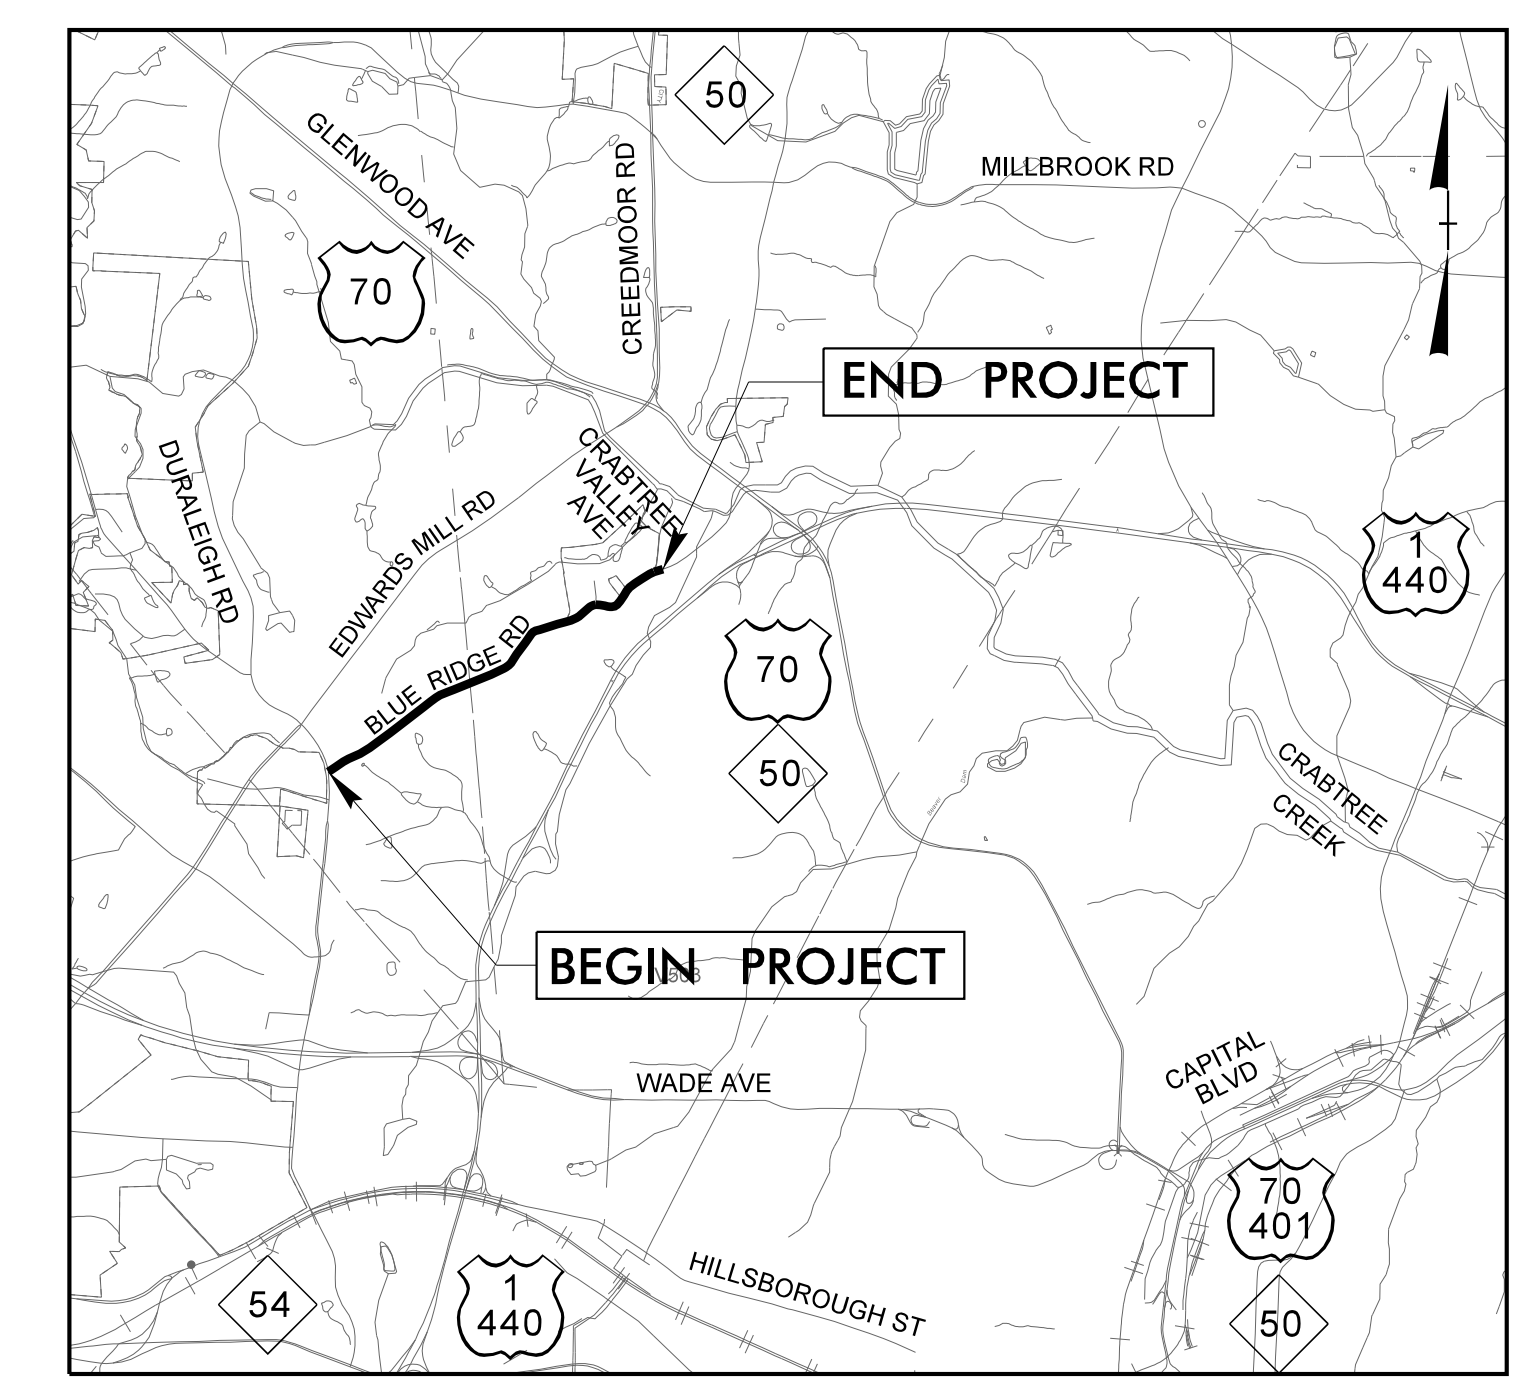 50
GLENWOOD AVE
CREEDMOOR RD
MILLBROOK RD
70
END PROJECT
DURALEIGH RD
EDWARDS MILL RD
CRABTREE
VALLEY
AVE
1
440
BLUE RIDGE RD
70
50
CRABTREE
CREEK
Beaver Dam
BEGIN PROJECT
WADE AVE
CAPITAL
BLVD
70
401
50
HILLSBOROUGH ST
54
1
440